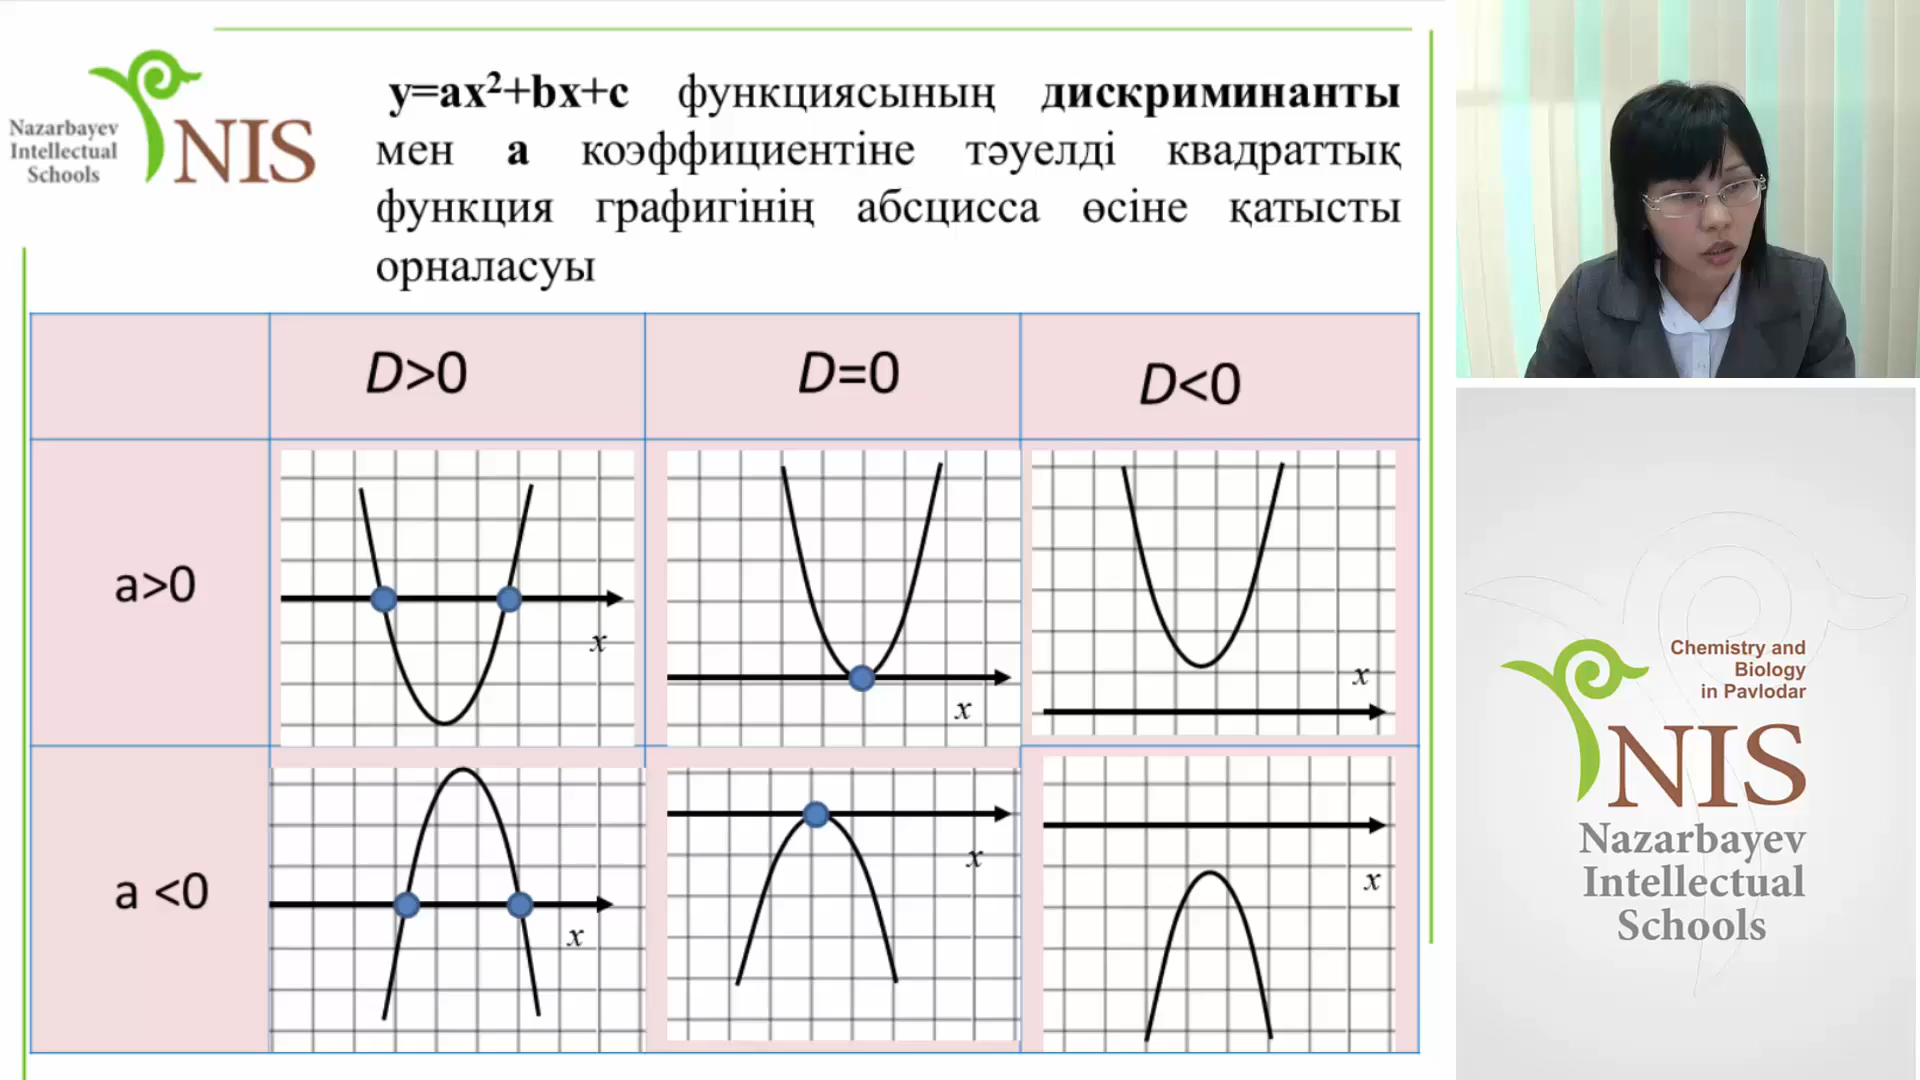 Nazarbayev
Intellectual
Schools
NIS
y=ax²+bx+c функциясының дискриминанты
мен а коэффициентіне тәуелді квадраттық
функция графигінің абсцисса өсіне қатысты
орналасуы
D>0
D=0
D<0
a>0
x
x
x
a <0
x
x
x
Chemistry and
Biology
in Pavlodar
NIS
Nazarbayev
Intellectual
Schools